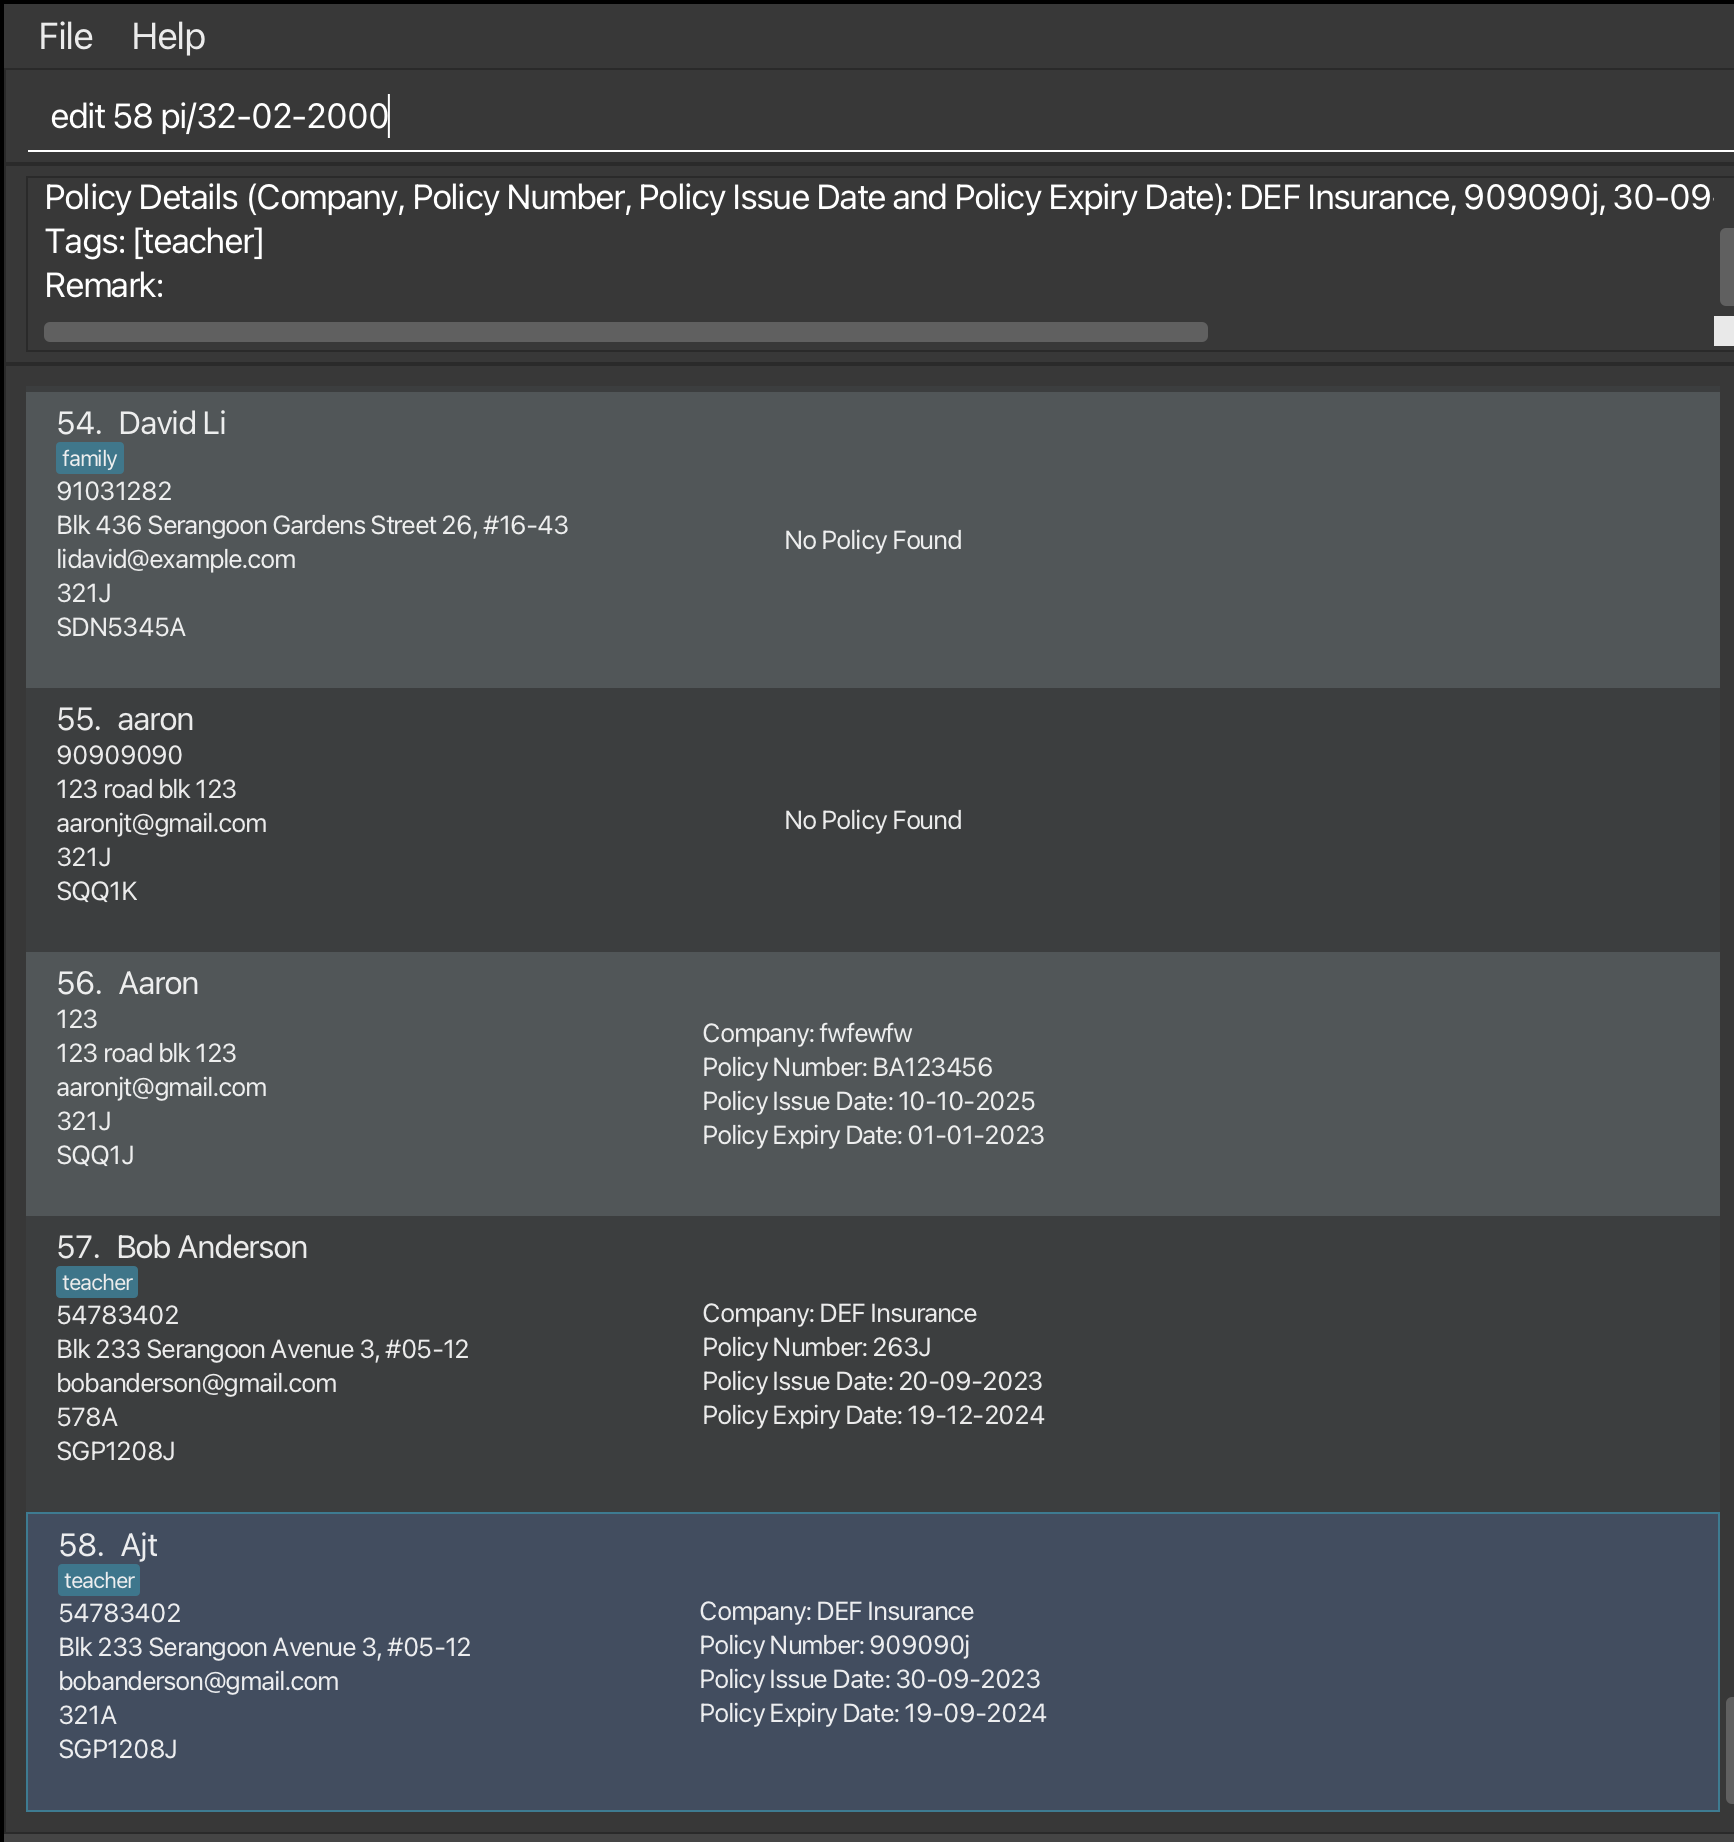 File Help
edit 58 pi/32-02-2000
Policy Details (Company, Policy Number, Policy Issue Date and Policy Expiry Date): DEF Insurance, 909090j, 30-09-
Tags: [teacher]
Remark:
54. David Li
family
91031282
Blk 436 Serangoon Gardens Street 26, #16-43
lidavid@example.com
321J
SDN5345A
No Policy Found
55. aaron
90909090
123 road blk 123
aaronjt@gmail.com
321J
SQQ1K
No Policy Found
56. Aaron
123
123 road blk 123
aaronjt@gmail.com
321J
SQQ1J
Company: fwfewfw
Policy Number: BA123456
Policy Issue Date: 10-10-2025
Policy Expiry Date: 01-01-2023
57. Bob Anderson
teacher
54783402
Blk 233 Serangoon Avenue 3, #05-12
bobanderson@gmail.com
578A
SGP1208J
Company: DEF Insurance
Policy Number: 263J
Policy Issue Date: 20-09-2023
Policy Expiry Date: 19-12-2024
58. Ajt
teacher
54783402
Blk 233 Serangoon Avenue 3, #05-12
bobanderson@gmail.com
321A
SGP1208J
Company: DEF Insurance
Policy Number: 909090j
Policy Issue Date: 30-09-2023
Policy Expiry Date: 19-09-2024